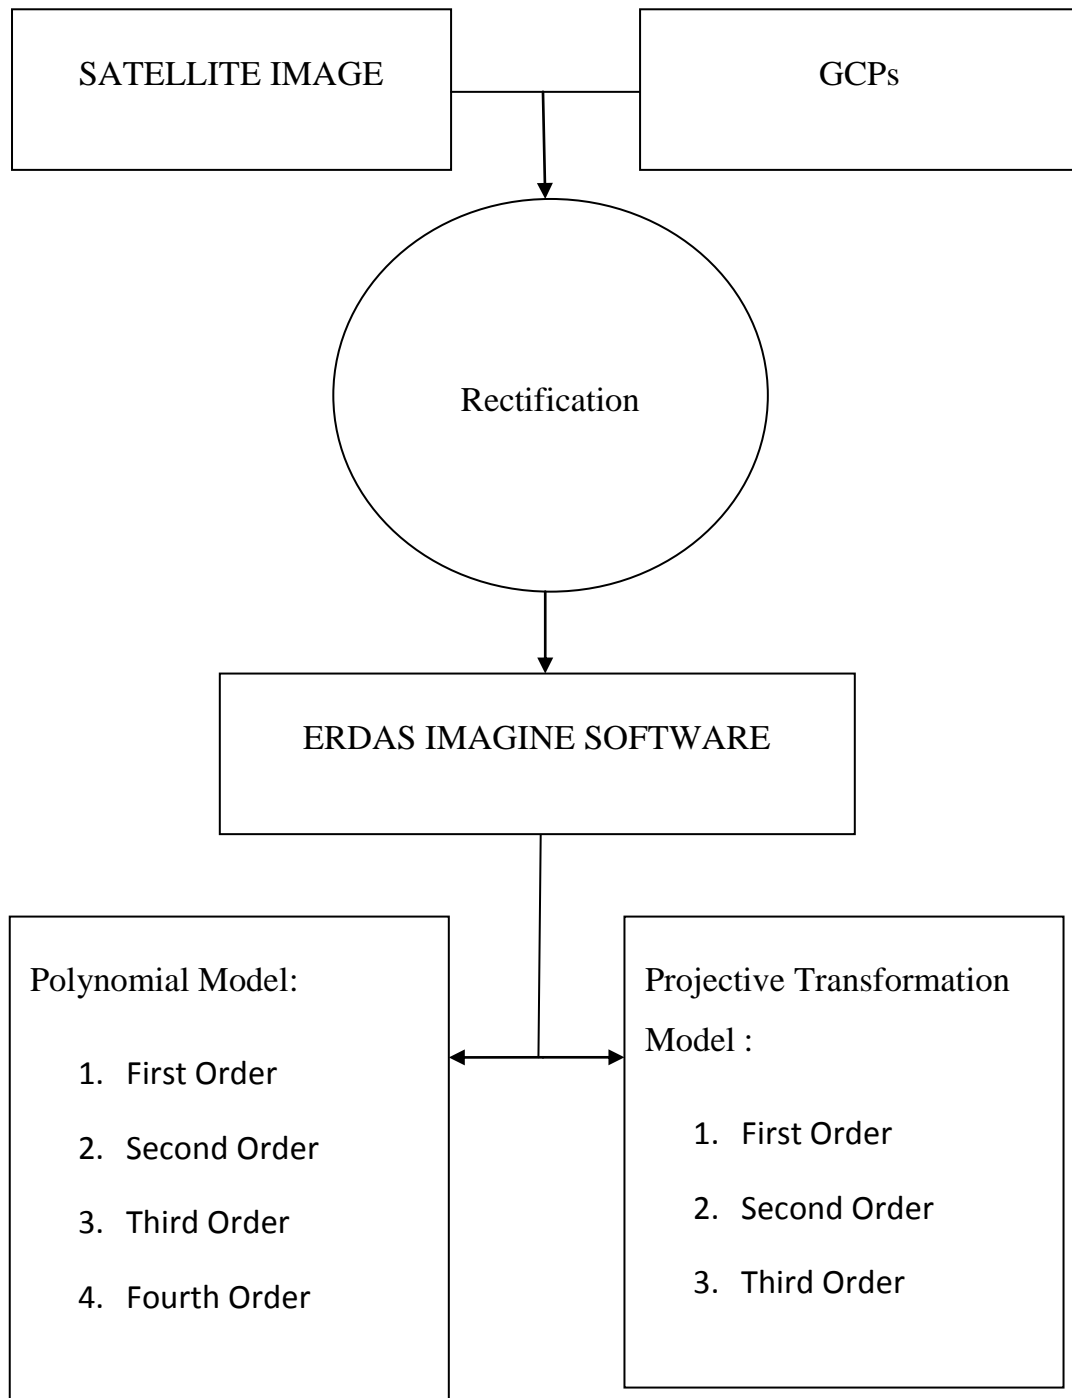 SATELLITE IMAGE
GCPs
Rectification
ERDAS IMAGINE SOFTWARE
Polynomial Model:
1. First Order
2. Second Order
3. Third Order
4. Fourth Order
Projective Transformation
Model :
1. First Order
2. Second Order
3. Third Order